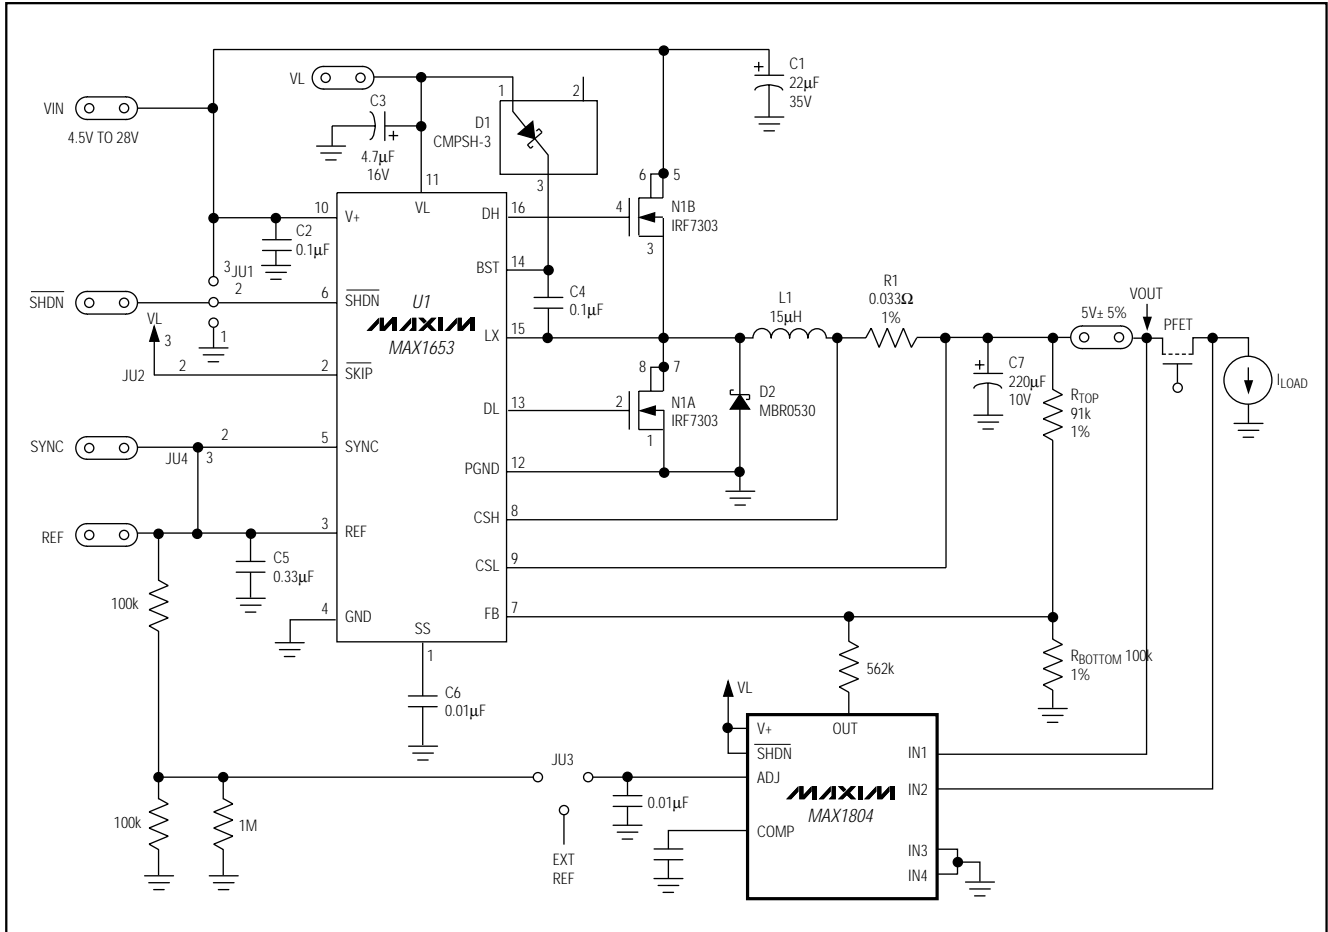 VIN
4.5V TO 28V
VL
C3
4.7µF
16V
1
2
D1
CMPSH-3
3
C1
22µF
35V
11
VL
10
V+
C2
0.1µF
DH
16
4
6
5
N1B
IRF7303
3
BST
14
C4
0.1µF
3
JU1
2
1
SHDN
6
SHDN
U1
MAXIM
MAX1653
LX
15
L1
15µH
R1
0.033Ω
1%
5V± 5%
VOUT
PFET
ILOAD
VL
3
JU2
2
2
SKIP
8
7
DL
13
2
N1A
IRF7303
1
D2
MBR0530
C7
220µF
10V
RTOP
91k
1%
SYNC
2
JU4
3
5
SYNC
PGND
12
CSH
8
REF
3
REF
C5
0.33µF
CSL
9
100k
4
GND
FB
7
SS
1
C6
0.01µF
562k
RBOTTOM 100k
1%
VL
V+
OUT
SHDN
IN1
JU3
ADJ
IN2
100k
1M
0.01µF
MAXIM
MAX1804
COMP
IN3
IN4
EXT
REF